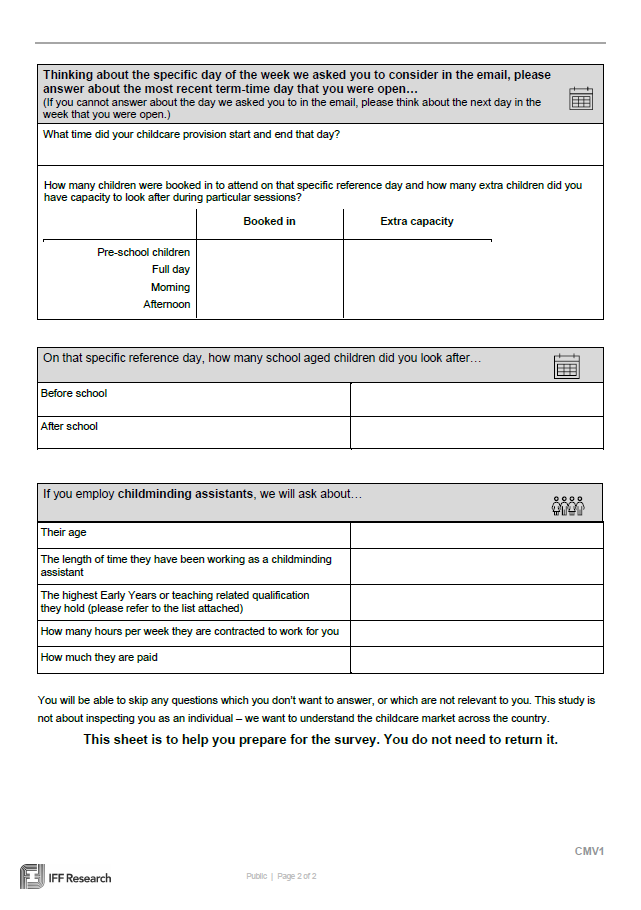 Thinking about the specific day of the week we asked you to consider in the email, please
answer about the most recent term-time day that you were open…
(If you cannot answer about the day we asked you to in the email, please think about the next day in the
week that you were open.)
What time did your childcare provision start and end that day?
How many children were booked in to attend on that specific reference day and how many extra children did you
have capacity to look after during particular sessions?
Booked in Extra capacity
Pre-school children
Full day
Morning
Afternoon
On that specific reference day, how many school aged children did you look after…
Before school
After school
If you employ childminding assistants, we will ask about…
Their age
The length of time they have been working as a childminding
assistant
The highest Early Years or teaching related qualification
they hold (please refer to the list attached)
How many hours per week they are contracted to work for you
How much they are paid
You will be able to skip any questions which you don't want to answer, or which are not relevant to you. This study is
not about inspecting you as an individual – we want to understand the childcare market across the country.
This sheet is to help you prepare for the survey. You do not need to return it.
CMV1
IFF Research
Public | Page 2 of 2